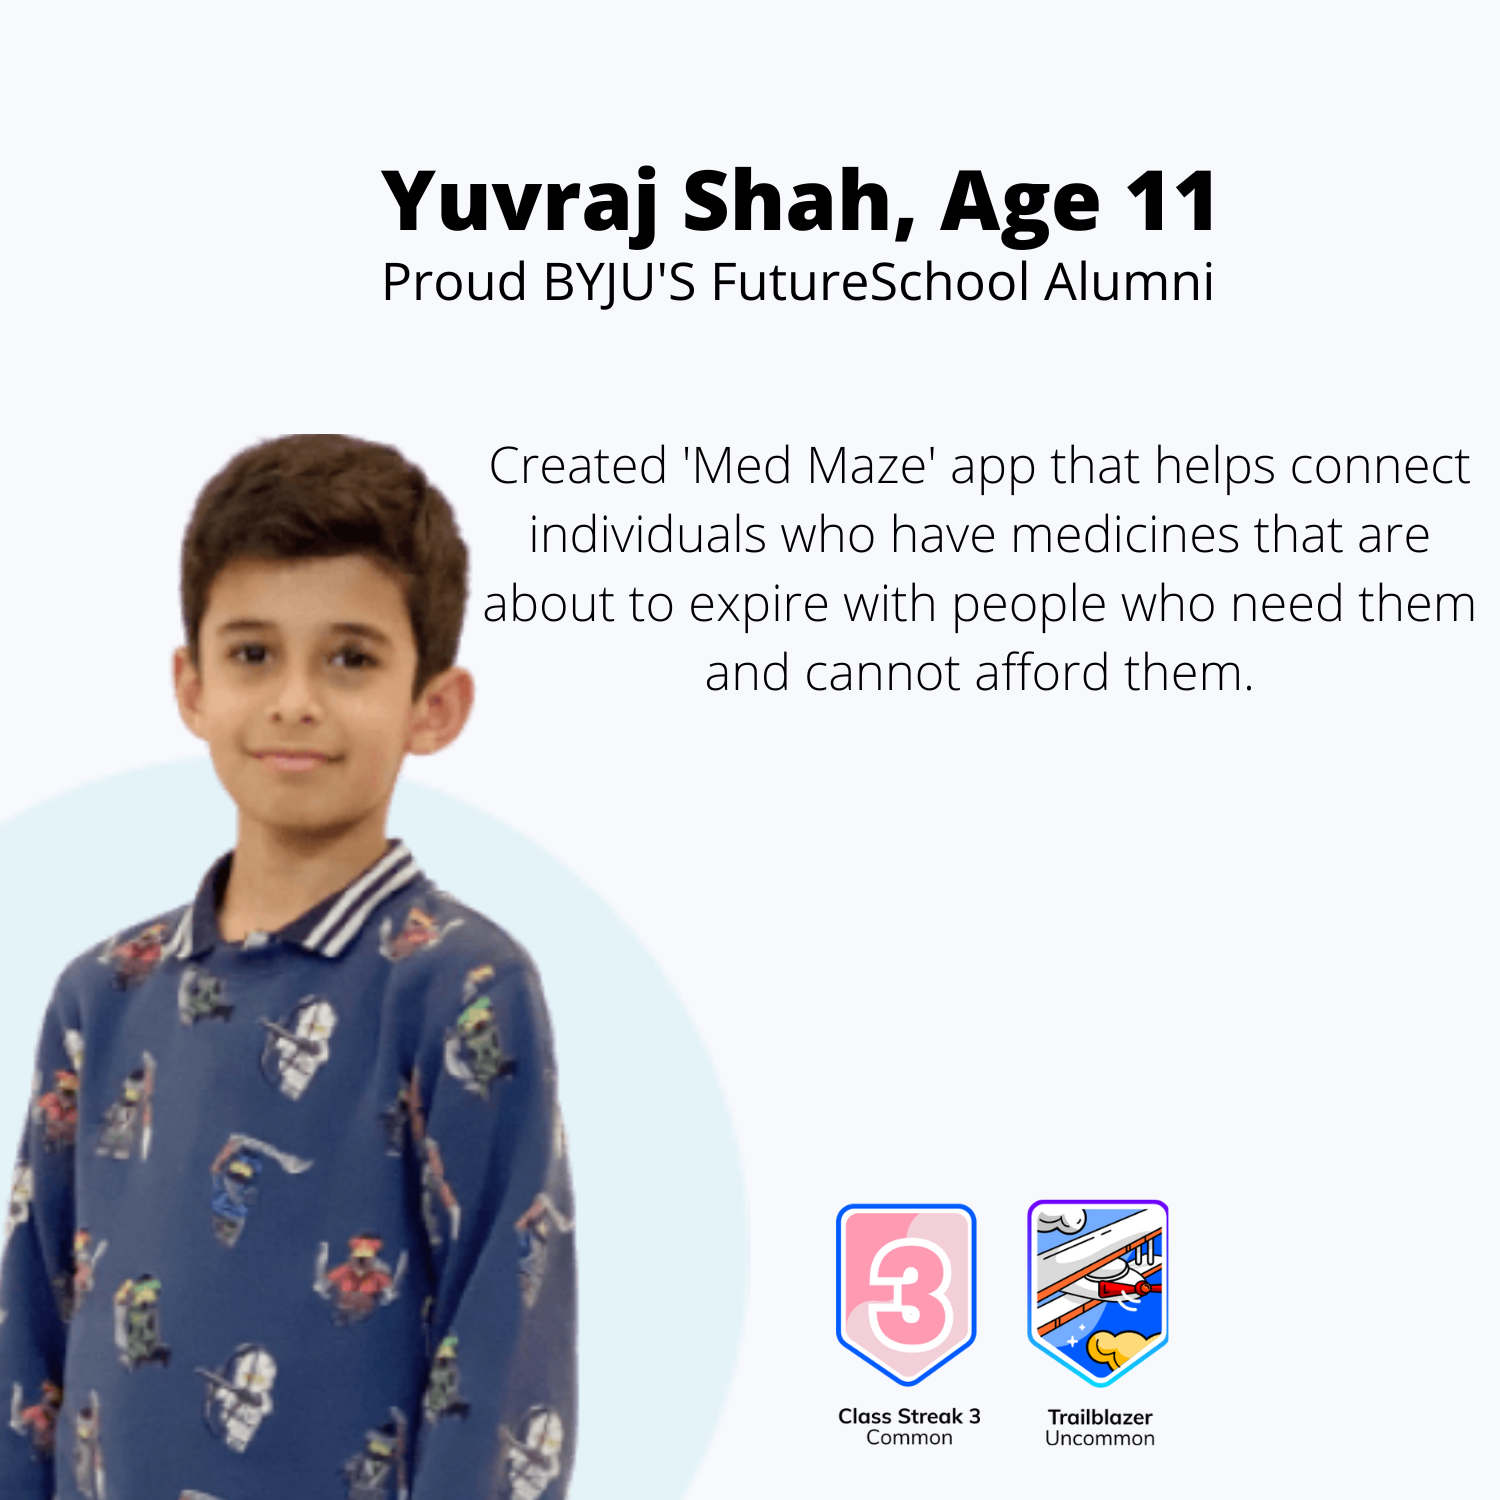 Yuvraj Shah, Age 11
Proud BYJU'S FutureSchool Alumni
Created 'Med Maze' app that helps connect
individuals who have medicines that are
about to expire with people who need them
and cannot afford them.
3
Class Streak 3
Common
Trailblazer
Uncommon